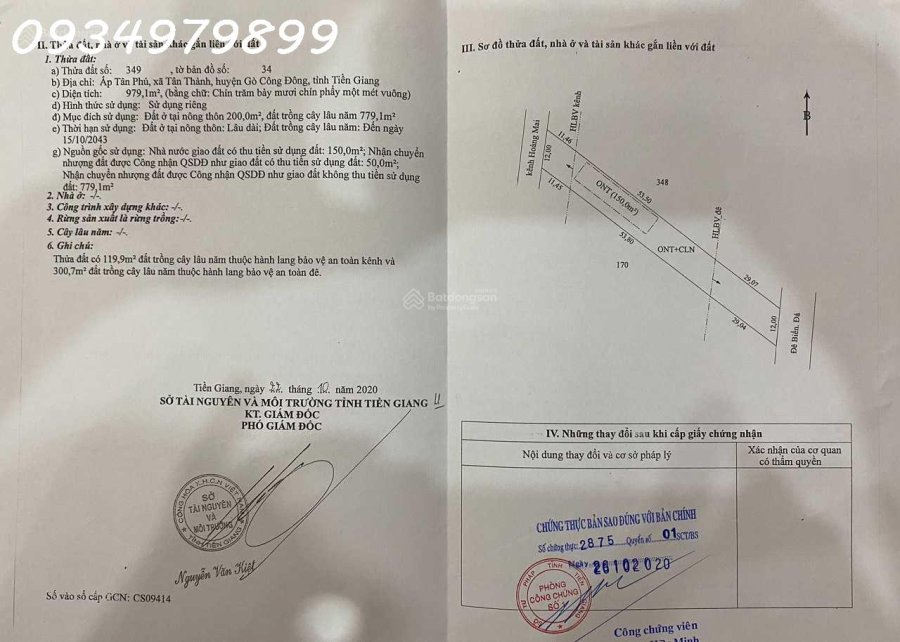 0934979899
II. Thửa đất, nhà ở và tài sản khác gắn liền với đất
1. Thửa đất:
a) Thửa đất số: 349 , tờ bản đồ số: 34
b) Địa chỉ: Ấp Tân Phú, xã Tân Thành, huyện Gò Công Đông, tỉnh Tiền Giang
c) Diện tích: 979,1m², (bằng chữ: Chín trăm bảy mươi chín phẩy một mét vuông)
d) Hình thức sử dụng: Sử dụng riêng
đ) Mục đích sử dụng: Đất ở tại nông thôn 200,0m²; đất trồng cây lâu năm 779,1m²
e) Thời hạn sử dụng: Đất ở tại nông thôn: Lâu dài; Đất trồng cây lâu năm: Đến ngày
15/10/2043
g) Nguồn gốc sử dụng: Nhà nước giao đất có thu tiền sử dụng đất: 150,0m²; Nhận chuyển
nhượng đất được Công nhận QSDĐ như giao đất có thu tiền sử dụng đất: 50,0m²;
Nhận chuyển nhượng đất được Công nhận QSDĐ như giao đất không thu tiền sử dụng
đất: 779,1m²
2. Nhà ở: -/-.
3. Công trình xây dựng khác: -/-.
4. Rừng sản xuất là rừng trồng: -/-.
5. Cây lâu năm: -/-.
6. Ghi chú:
Thửa đất có 119,9m² đất trồng cây lâu năm thuộc hành lang bảo vệ an toàn kênh và
300,7m² đất trồng cây lâu năm thuộc hành lang bảo vệ an toàn đê.
Tiền Giang, ngày 22 tháng 10 năm 2020
SỞ TÀI NGUYÊN VÀ MÔI TRƯỜNG TỈNH TIỀN GIANG
KT. GIÁM ĐỐC
PHÓ GIÁM ĐỐC
CỘNG HÒA X.H.C.N VIỆT NAM
SỞ
TÀI NGUYÊN
VÀ
MÔI TRƯỜNG
TỈNH TIỀN GIANG
Nguyễn Văn Kiệt
Số vào sổ cấp GCN: CS09414
III. Sơ đồ thửa đất, nhà ở và tài sản khác gắn liền với đất
B
kênh Hoàng Mai
HLBV kênh
11,46
12,00
11,45
ONT (150,0m²)
53,50
348
53,80
HLBV đê
ONT+CLN
170
29,07
29,04
12,00
Đê Biển. Đá
Batdongsan
by PropertyGuru
IV. Những thay đổi sau khi cấp giấy chứng nhận
Nội dung thay đổi và cơ sở pháp lý
Xác nhận của cơ quan
có thẩm quyền
CHỨNG THỰC BẢN SAO ĐÚNG VỚI BẢN CHÍNH
Số chứng thực: 2875 Quyển số 01 SCT/BS
Ngày 26102020
PHÒNG
CÔNG CHỨNG
SỐ
Công chứng viên
Minh